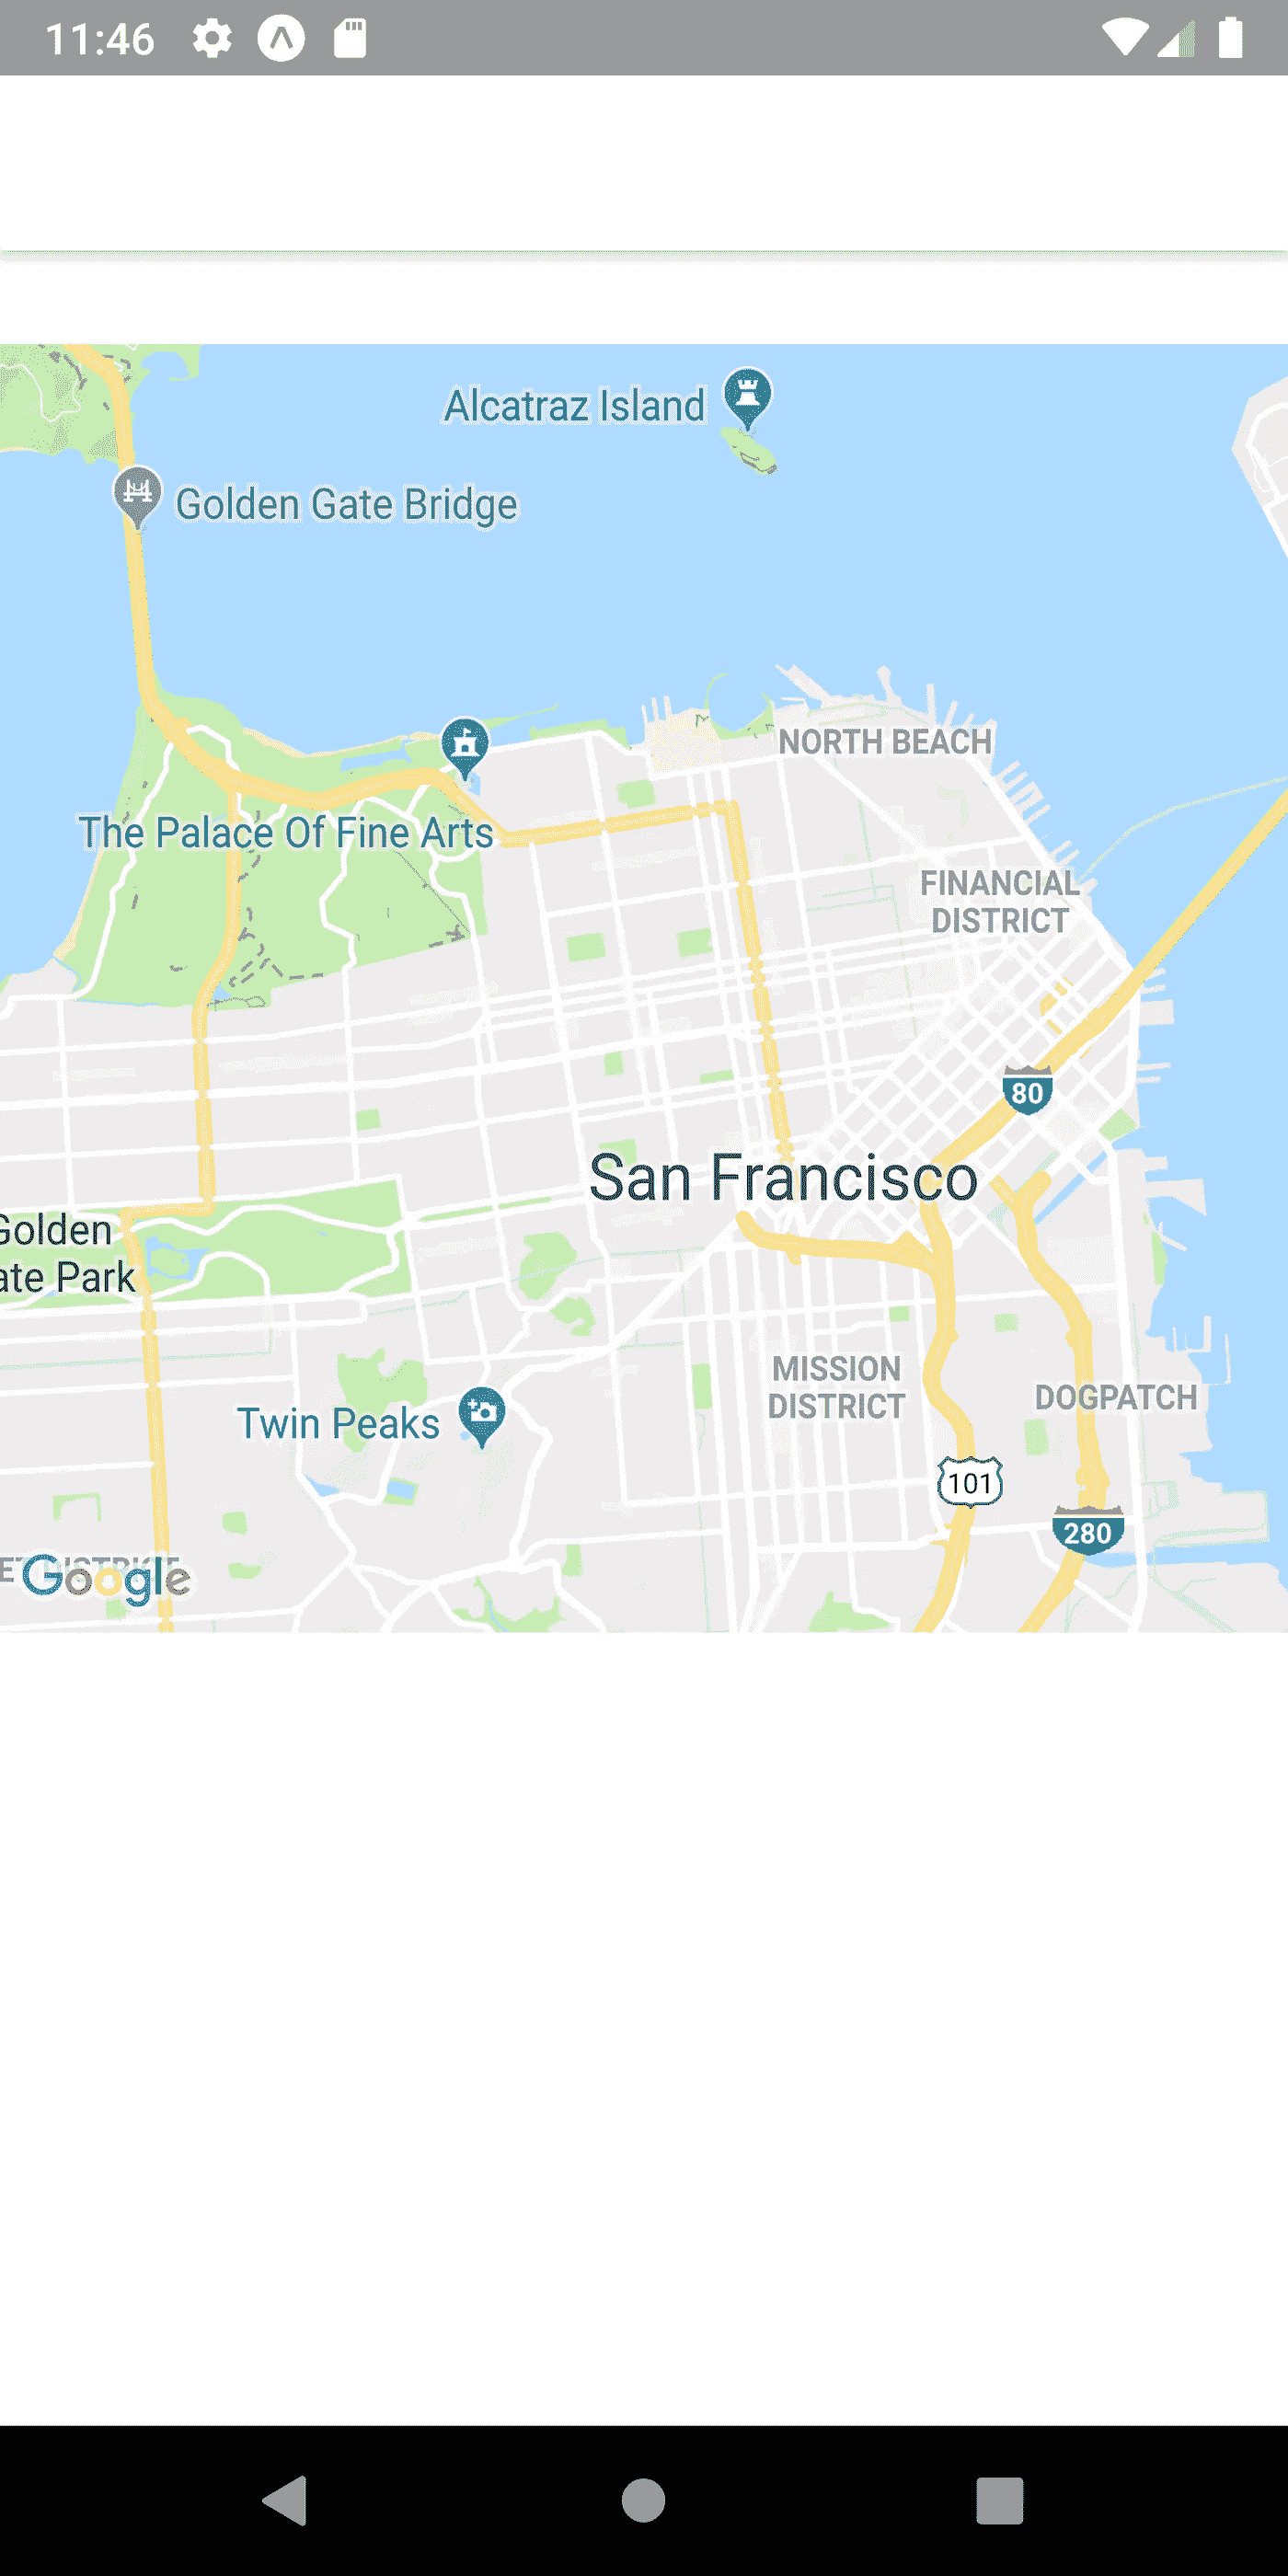 11:46
Alcatraz Island
Golden Gate Bridge
NORTH BEACH
The Palace Of Fine Arts
FINANCIAL
DISTRICT
80
San Francisco
Golden
ate Park
MISSION
DISTRICT
DOGPATCH
Twin Peaks
101
280
Google